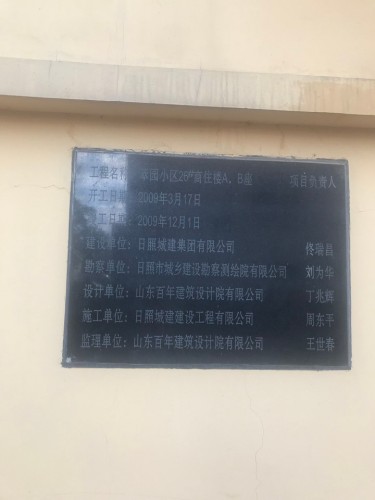 工程名称：翠园小区26#商住楼A、B座 项目负责人
开工日期：2009年3月17日
竣工日期：2009年12月1日
建设单位：日照城建集团有限公司 佟瑞昌
勘察单位：日照市城乡建设勘察测绘院有限公司 刘为华
设计单位：山东百年建筑设计院有限公司 丁兆辉
施工单位：日照城建建设工程有限公司 周东平
监理单位：山东百年建筑设计院有限公司 王世春